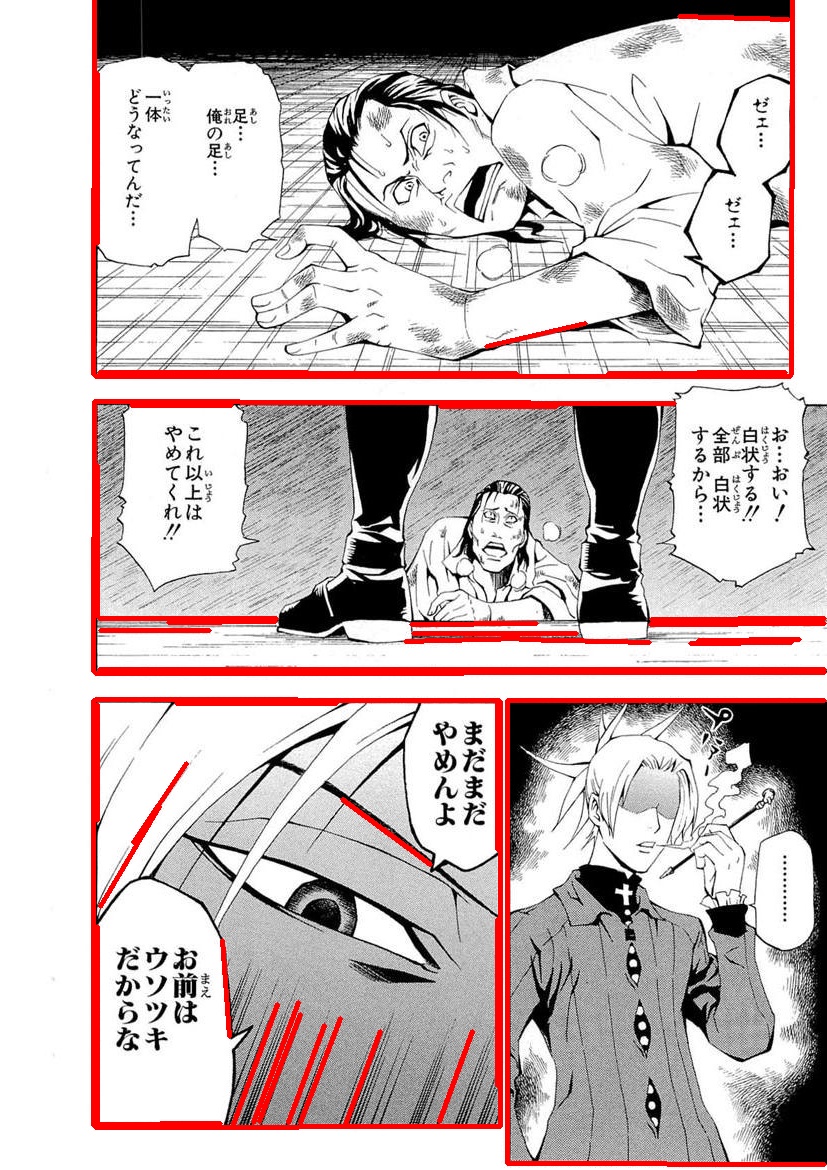 ゼェ…
ゼェ…
足…
俺の足…
一体
どうなってんだ…
お…おい！
白状する!!
全部 白状
するから…
これ以上は
やめてくれ!!
…………
まだまだ
やめんよ
お前は
ウソツキ
だからな